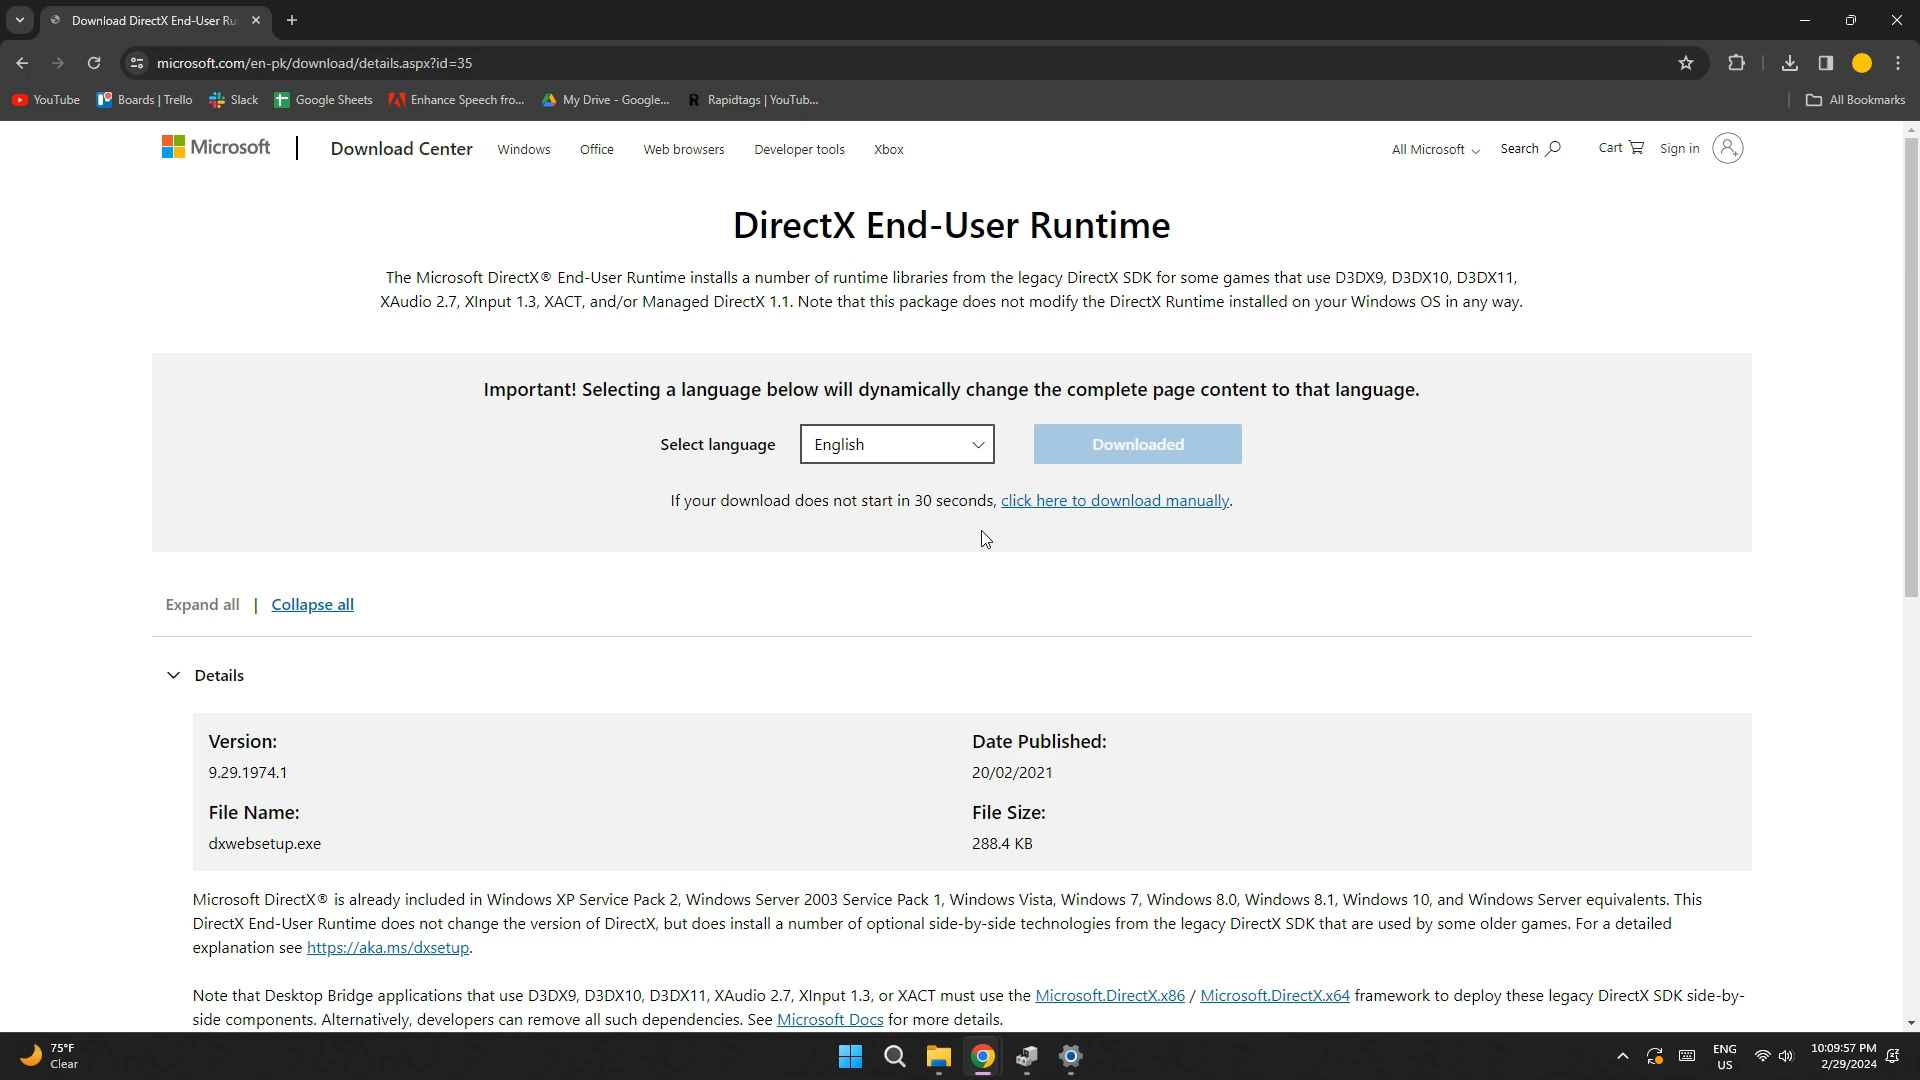 Download DirectX End-User Ru
microsoft.com/en-pk/download/details.aspx?id=35
YouTube
Boards | Trello
Slack
Google Sheets
Enhance Speech fro...
My Drive - Google...
Rapidtags | YouTub...
All Bookmarks
Microsoft
Download Center
Windows
Office
Web browsers
Developer tools
Xbox
All Microsoft
Search
Cart
Sign in
DirectX End-User Runtime
The Microsoft DirectX® End-User Runtime installs a number of runtime libraries from the legacy DirectX SDK for some games that use D3DX9, D3DX10, D3DX11,
XAudio 2.7, XInput 1.3, XACT, and/or Managed DirectX 1.1. Note that this package does not modify the DirectX Runtime installed on your Windows OS in any way.
Important! Selecting a language below will dynamically change the complete page content to that language.
Select language
English
Downloaded
If your download does not start in 30 seconds, click here to download manually.
Expand all | Collapse all
Details
Version:
9.29.1974.1
Date Published:
20/02/2021
File Name:
dxwebsetup.exe
File Size:
288.4 KB
Microsoft DirectX® is already included in Windows XP Service Pack 2, Windows Server 2003 Service Pack 1, Windows Vista, Windows 7, Windows 8.0, Windows 8.1, Windows 10, and Windows Server equivalents. This
DirectX End-User Runtime does not change the version of DirectX, but does install a number of optional side-by-side technologies from the legacy DirectX SDK that are used by some older games. For a detailed
explanation see https://aka.ms/dxsetup.
Note that Desktop Bridge applications that use D3DX9, D3DX10, D3DX11, XAudio 2.7, XInput 1.3, or XACT must use the Microsoft.DirectX.x86 / Microsoft.DirectX.x64 framework to deploy these legacy DirectX SDK side-by-
side components. Alternatively, developers can remove all such dependencies. See Microsoft Docs for more details.
75°F
Clear
ENG
US
10:09:57 PM
2/29/2024